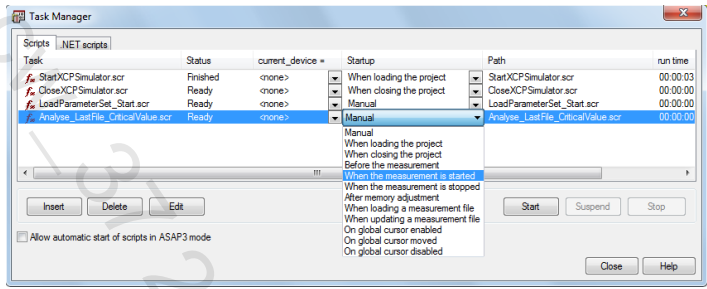 Task Manager
Scripts .NET scripts
Task Status current_device = Startup Path run time
StartXCPSimulator.scr Finished <none> When loading the project StartXCPSimulator.scr 00:00:03
CloseXCPSimulator.scr Ready <none> When closing the project CloseXCPSimulator.scr 00:00:00
LoadParameterSet_Start.scr Ready <none> Manual LoadParameterSet_Start.scr 00:00:00
Analyse_LastFile_CriticalValue.scr Ready <none> Manual Analyse_LastFile_CriticalValue.scr 00:00:00
Manual
When loading the project
When closing the project
Before the measurement
When the measurement is started
When the measurement is stopped
After memory adjustment
When loading a measurement file
When updating a measurement file
On global cursor enabled
On global cursor moved
On global cursor disabled
Insert Delete Edit Start Suspend Stop
Allow automatic start of scripts in ASAP3 mode
Close Help